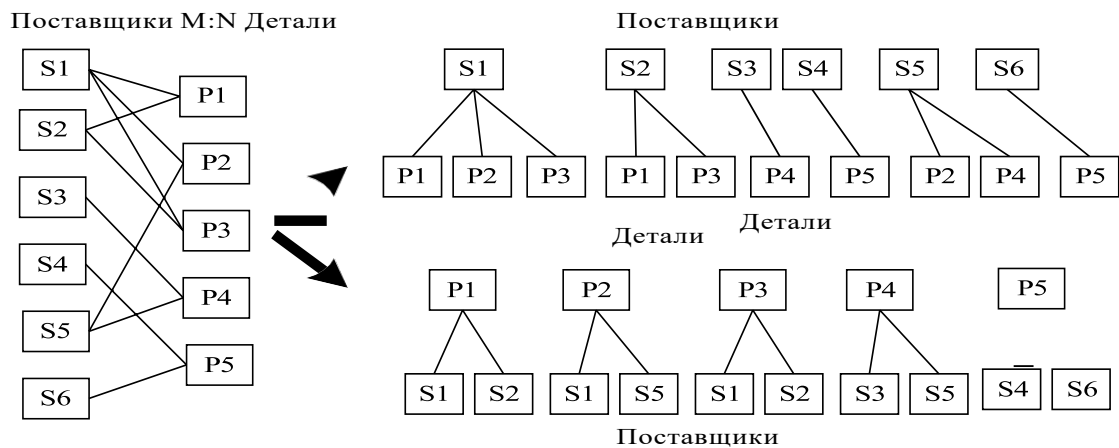 Поставщики M:N Детали
S1
S2
S3
S4
S5
S6
P1
P2
P3
P4
P5
Поставщики
S1 S2 S3 S4 S5 S6
P1 P2 P3 P1 P3 P4 P5 P2 P4 P5
Детали
Детали
P1 P2 P3 P4 P5
S1 S2 S1 S5 S1 S2 S3 S5 S4 S6
Поставщики